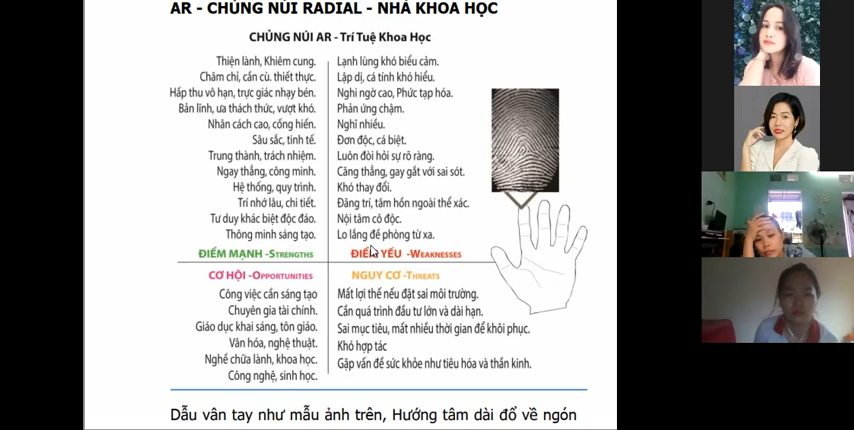 AR - CHỦNG NÚI RADIAL - NHÀ KHOA HỌC
CHỦNG NÚI AR - Trí Tuệ Khoa Học
Thiện lành, Khiêm cung.
Chăm chỉ, cần cù. thiết thực.
Hấp thu vô hạn, trực giác nhạy bén.
Bản lĩnh, ưa thách thức, vượt khó.
Nhân cách cao, cống hiến.
Sâu sắc, tinh tế.
Trung thành, trách nhiệm.
Ngay thẳng, công minh.
Hệ thống, quy trình.
Trí nhớ lâu, chi tiết.
Tư duy khác biệt độc đáo.
Thông minh sáng tạo.
ĐIỂM MẠNH -STRENGTHS
Lạnh lùng khó biểu cảm.
Lập dị, cá tính khó hiểu.
Nghi ngờ cao, Phức tạp hóa.
Phản ứng chậm.
Nghĩ nhiều.
Đơn độc, cá biệt.
Luôn đòi hỏi sự rõ ràng.
Căng thẳng, gay gắt với sai sót.
Khó thay đổi.
Đãng trí, tâm hồn ngoài thể xác.
Nội tâm cô độc.
Lo lắng đề phòng từ xa.
ĐIỂM YẾU -WEAKNESSES
CƠ HỘI -OPPORTUNITIES
Công việc cần sáng tạo
Chuyên gia tài chính.
Giáo dục khai sáng, tôn giáo.
Văn hóa, nghệ thuật.
Nghề chữa lành, khoa học.
Công nghệ, sinh học.
NGUY CƠ-THREATS
Mất lợi thế nếu đặt sai môi trường.
Cần quá trình đầu tư lớn và dài hạn.
Sai mục tiêu, mất nhiều thời gian để khôi phục.
Khó hợp tác
Gặp vấn đề sức khỏe như tiêu hóa và thần kinh.
Dấu vân tay như mẫu ảnh trên, Hướng tâm dài đổ về ngón